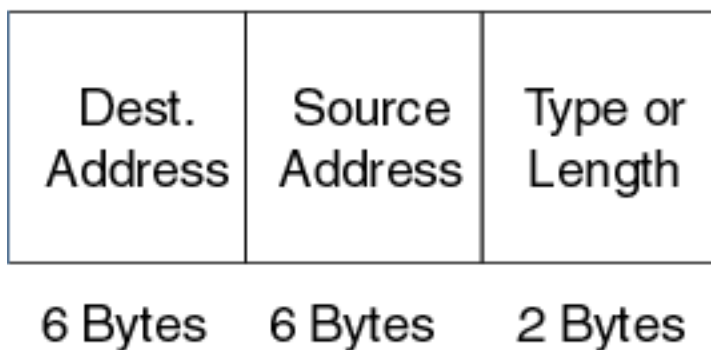 Dest.
Address
Source
Address
Type or
Length
6 Bytes
6 Bytes
2 Bytes